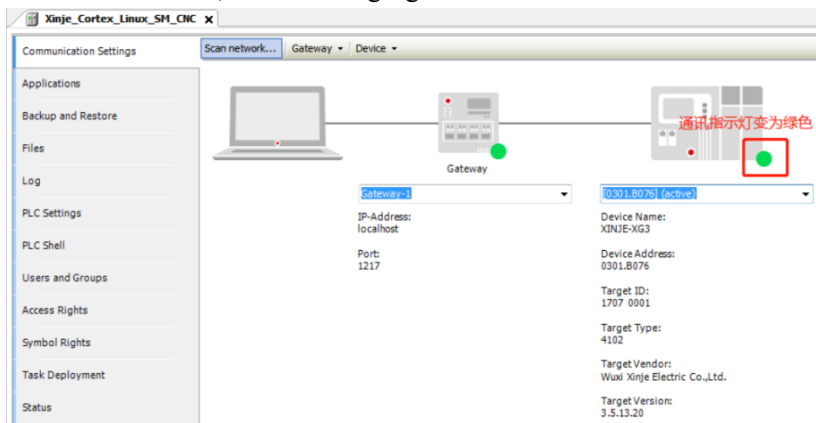 Xinje_Cortex_Linux_SM_CNC x
Communication Settings
Scan network... Gateway Device
Applications
Backup and Restore
Files
Log
PLC Settings
PLC Shell
Users and Groups
Access Rights
Symbol Rights
Task Deployment
Status
通讯指示灯变为绿色
Gateway
Gateway-1
IP-Address:
localhost
Port:
1217
[0301.B076] (active)
Device Name:
XINJE-XG3
Device Address:
0301.B076
Target ID:
1707 0001
Target Type:
4102
Target Vendor:
Wuxi Xinje Electric Co.,Ltd.
Target Version:
3.5.13.20